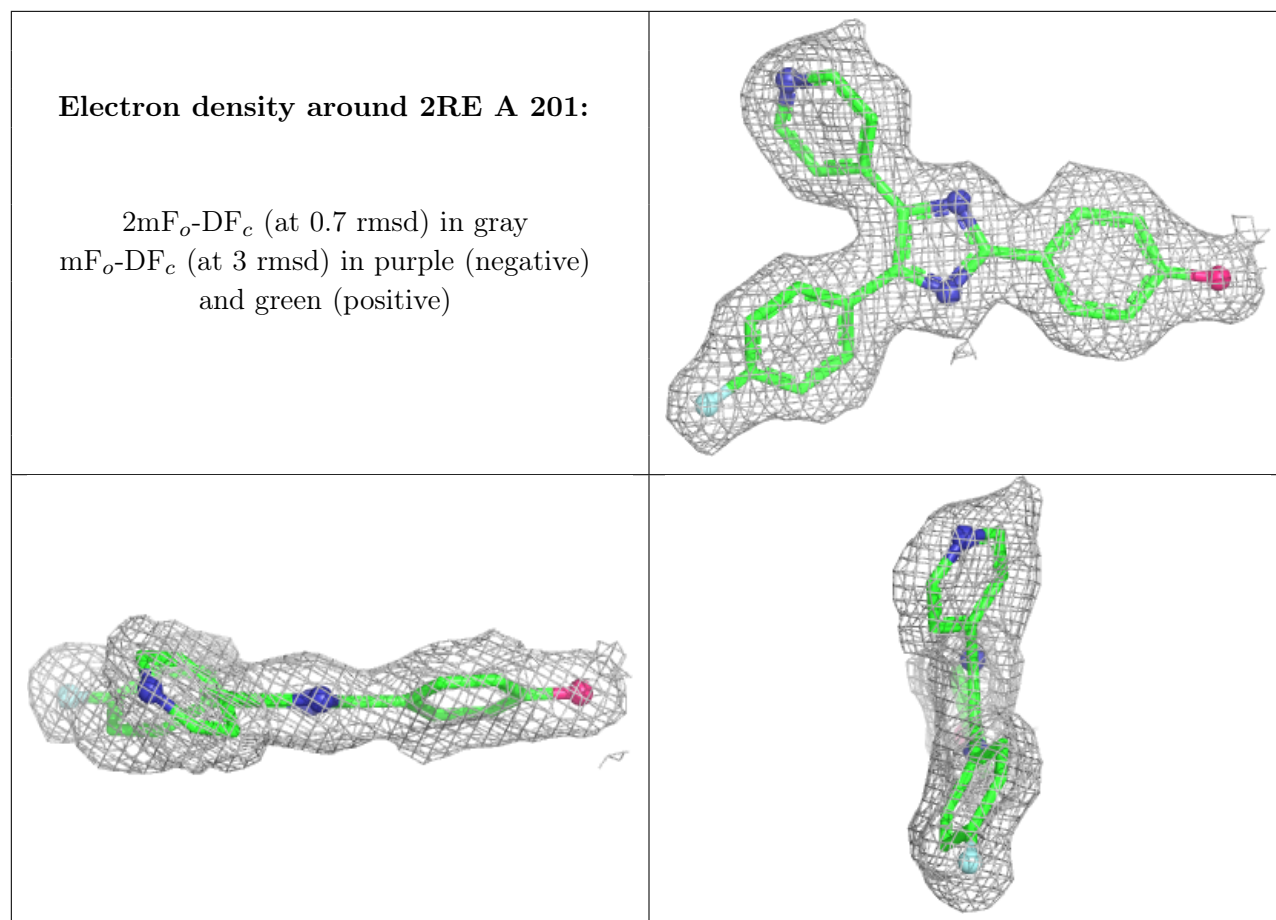 Electron density around 2RE A 201:
2mFo-DFc (at 0.7 rmsd) in gray
mFo-DFc (at 3 rmsd) in purple (negative)
and green (positive)